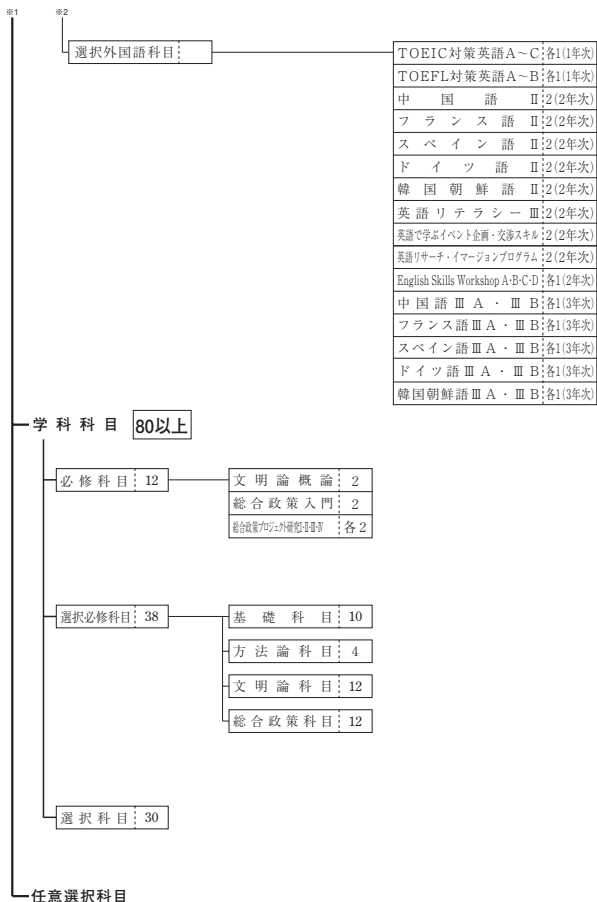 ※1 ※2
選択外国語科目
TOEIC対策英語A～C 各1(1年次)
TOEFL対策英語A～B 各1(1年次)
中国語Ⅱ 2(2年次)
フランス語Ⅱ 2(2年次)
スペイン語Ⅱ 2(2年次)
ドイツ語Ⅱ 2(2年次)
韓国朝鮮語Ⅱ 2(2年次)
英語リテラシーⅢ 2(2年次)
英語で学ぶイベント企画・交渉スキル 2(2年次)
英語リサーチ・イマージョンプログラム 2(2年次)
English Skills Workshop A･B･C･D 各1(2年次)
中国語ⅢA・ⅢB 各1(3年次)
フランス語ⅢA・ⅢB 各1(3年次)
スペイン語ⅢA・ⅢB 各1(3年次)
ドイツ語ⅢA・ⅢB 各1(3年次)
韓国朝鮮語ⅢA・ⅢB 各1(3年次)
学科科目 80以上
必修科目 12
文明論概論 2
総合政策入門 2
総合政策プロジェクト研究Ⅰ･Ⅱ･Ⅲ･Ⅳ 各2
選択必修科目 38
基礎科目 10
方法論科目 4
文明論科目 12
総合政策科目 12
選択科目 30
任意選択科目